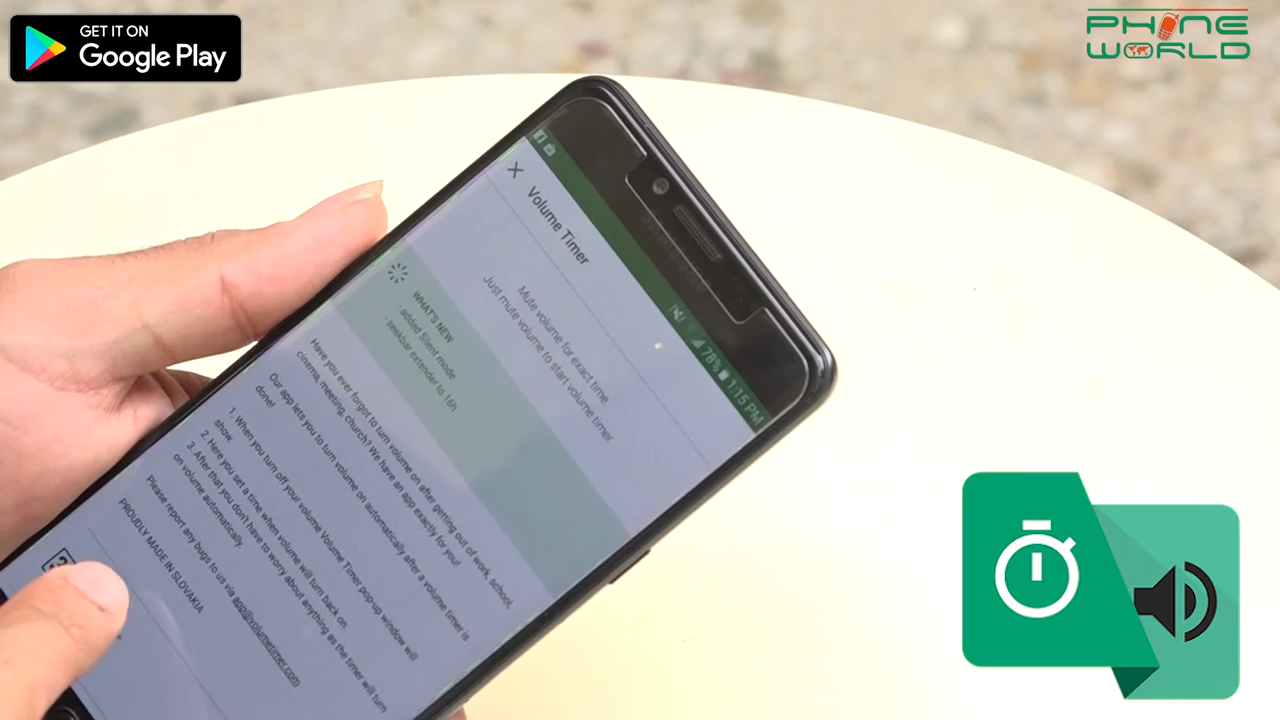 GET IT ON
Google Play
PHONE
WORLD
78% 1:15 PM
Volume Timer
Mute volume for exact time.
Just mute volume to start volume timer.
WHAT'S NEW
- added Silent mode
- seekbar extender to 16h
Have you ever forgot to turn volume on after getting out of work, school,
cinema, meeting, church? We have an app exactly for you!
Our app lets you to turn volume on automatically after a volume timer is
done!
1. When you turn off your volume Volume Timer pop-up window will
show.
2. Here you set a time when volume will turn back on.
3. After that you don't have to worry about anything as the timer will turn
on volume automatically.
Please report any bugs to us via app@volumetimer.com
PROUDLY MADE IN SLOVAKIA